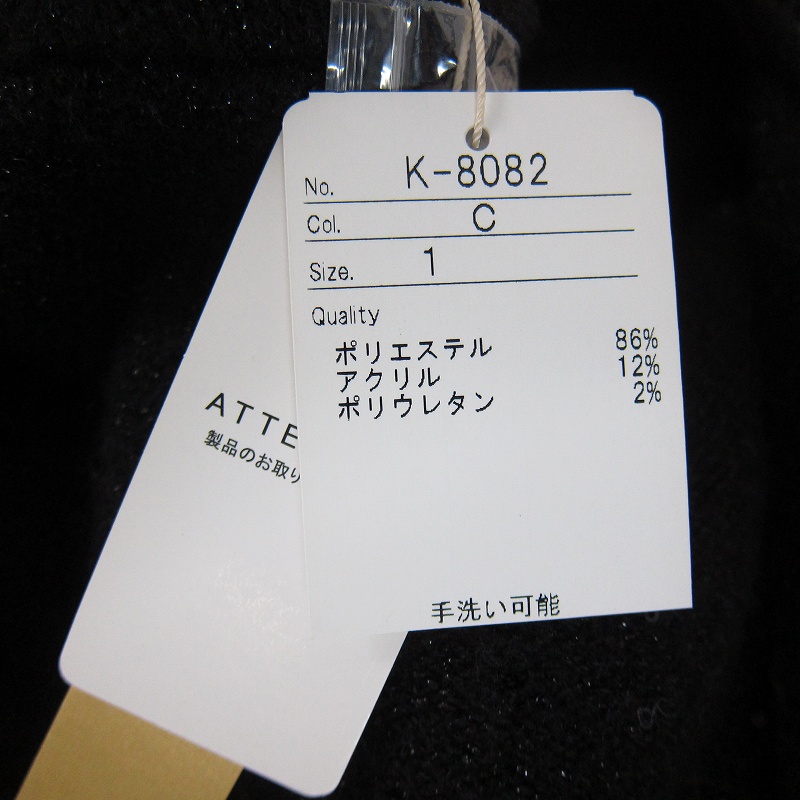 No. K-8082
Col. C
Size. 1
Quality
ポリエステル 86%
アクリル 12%
ポリウレタン 2%
手洗い可能
ATTE
製品のお取り